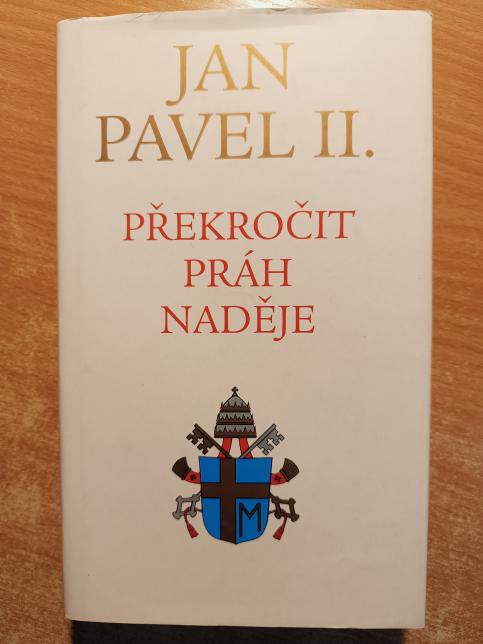 JAN
PAVEL II.
PŘEKROČIT
PRÁH
NADĚJE
M